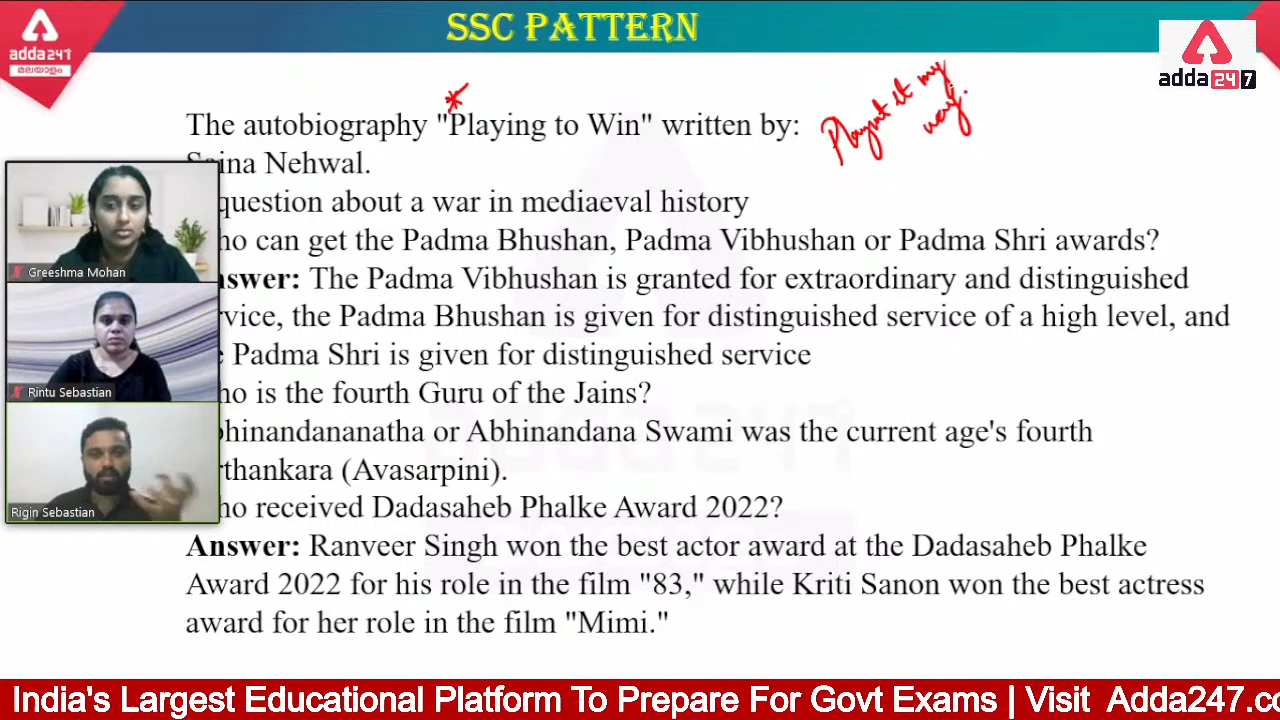 SSC PATTERN
adda247
മലയാളം
adda247
The autobiography "Playing to Win" written by:
Playing it my
way.
Saina Nehwal.
question about a war in mediaeval history
ho can get the Padma Bhushan, Padma Vibhushan or Padma Shri awards?
nswer: The Padma Vibhushan is granted for extraordinary and distinguished
rvice, the Padma Bhushan is given for distinguished service of a high level, and
e Padma Shri is given for distinguished service
ho is the fourth Guru of the Jains?
bhinandananatha or Abhinandana Swami was the current age's fourth
rthankara (Avasarpini).
ho received Dadasaheb Phalke Award 2022?
Answer: Ranveer Singh won the best actor award at the Dadasaheb Phalke
Award 2022 for his role in the film "83," while Kriti Sanon won the best actress
award for her role in the film "Mimi."
Greeshma Mohan
Rintu Sebastian
Rigin Sebastian
India's Largest Educational Platform To Prepare For Govt Exams | Visit Adda247.co